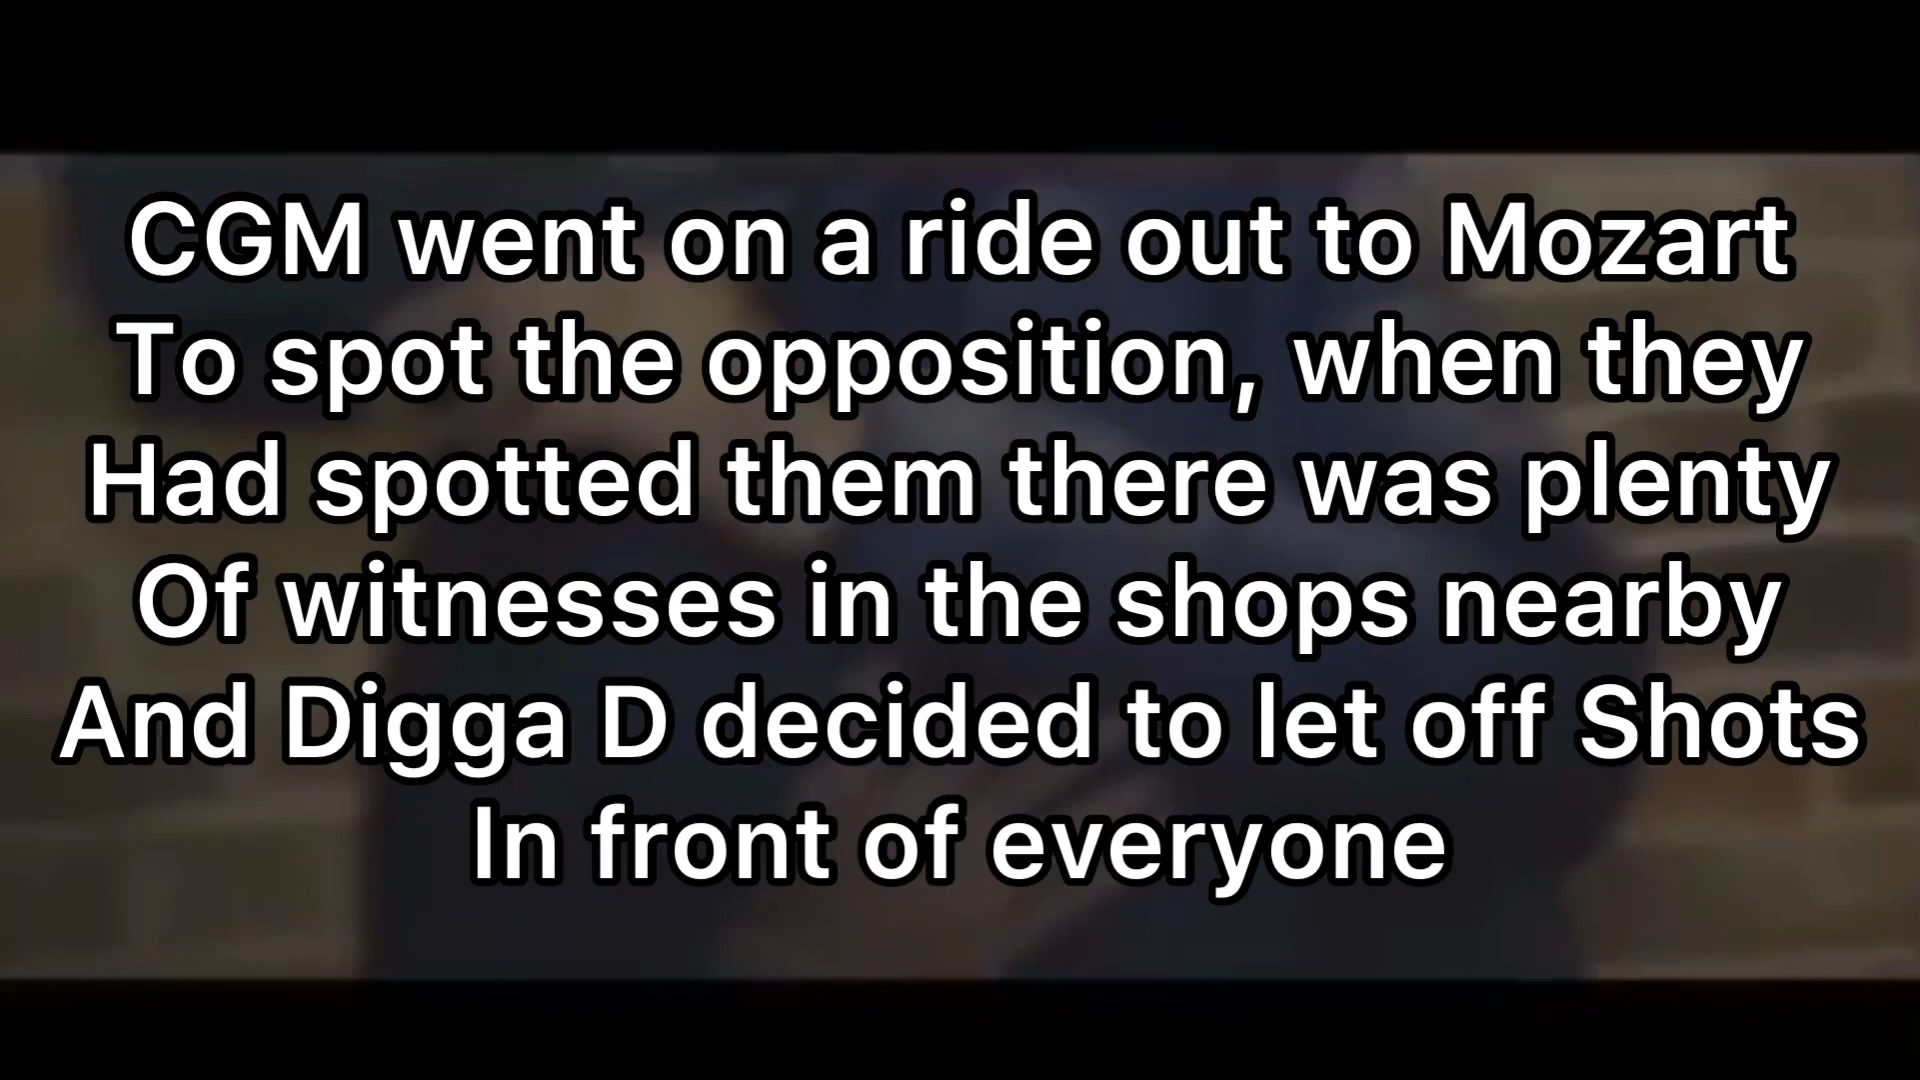 CGM went on a ride out to Mozart
To spot the opposition, when they
Had spotted them there was plenty
Of witnesses in the shops nearby
And Digga D decided to let off Shots
In front of everyone